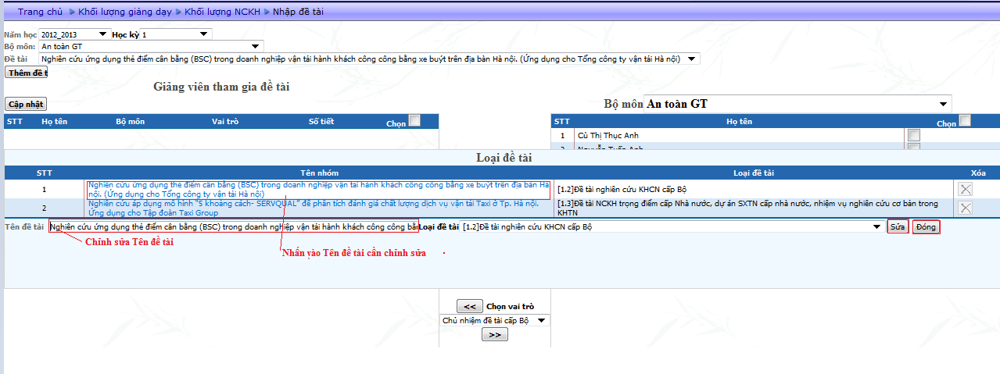 Trang chủ > Khối lượng giảng dạy > Khối lượng NCKH > Nhập đề tài
Năm học 2012_2013 Học kỳ 1
Bộ môn: An toàn GT
Đề tài Nghiên cứu ứng dụng thẻ điểm cân bằng (BSC) trong doanh nghiệp vận tải hành khách công công bằng xe buýt trên địa bàn Hà nội. (Ứng dụng cho Tổng công ty vận tải Hà nội)
Thêm đề t
Giảng viên tham gia đề tài
Cập nhật
Bộ môn An toàn GT
STT Họ tên Bộ môn Vai trò Số tiết Chọn
STT Họ tên Chọn
1 Cù Thị Thục Anh
2 Nguyễn Tuấn Anh
Loại đề tài
STT Tên nhóm Loại đề tài Xóa
1 Nghiên cứu ứng dụng thẻ điểm cân bằng (BSC) trong doanh nghiệp vận tải hành khách công công bằng xe buýt trên địa bàn Hà
nội. (Ứng dụng cho Tổng công ty vận tải Hà nội)
[1.2]Đề tài nghiên cứu KHCN cấp Bộ
2 Nghiên cứu áp dụng mô hình “5 khoảng cách- SERVQUAL” để phân tích đánh giá chất lượng dịch vụ vận tải Taxi ở Tp. Hà nội.
Ứng dụng cho Tập đoàn Taxi Group
[1.3]Đề tài NCKH trọng điểm cấp Nhà nước, dự án SXTN cấp nhà nước, nhiệm vụ nghiên cứu cơ bản trong
KHTN
Tên đề tài Nghiên cứu ứng dụng thẻ điểm cân bằng (BSC) trong doanh nghiệp vận tải hành khách công công bằn Loại đề tài [1.2]Đề tài nghiên cứu KHCN cấp Bộ Sửa Đóng
Chỉnh sửa Tên đề tài
Nhấn vào Tên đề tài cần chỉnh sửa
<< Chọn vai trò
Chủ nhiệm đề tài cấp Bộ
>>